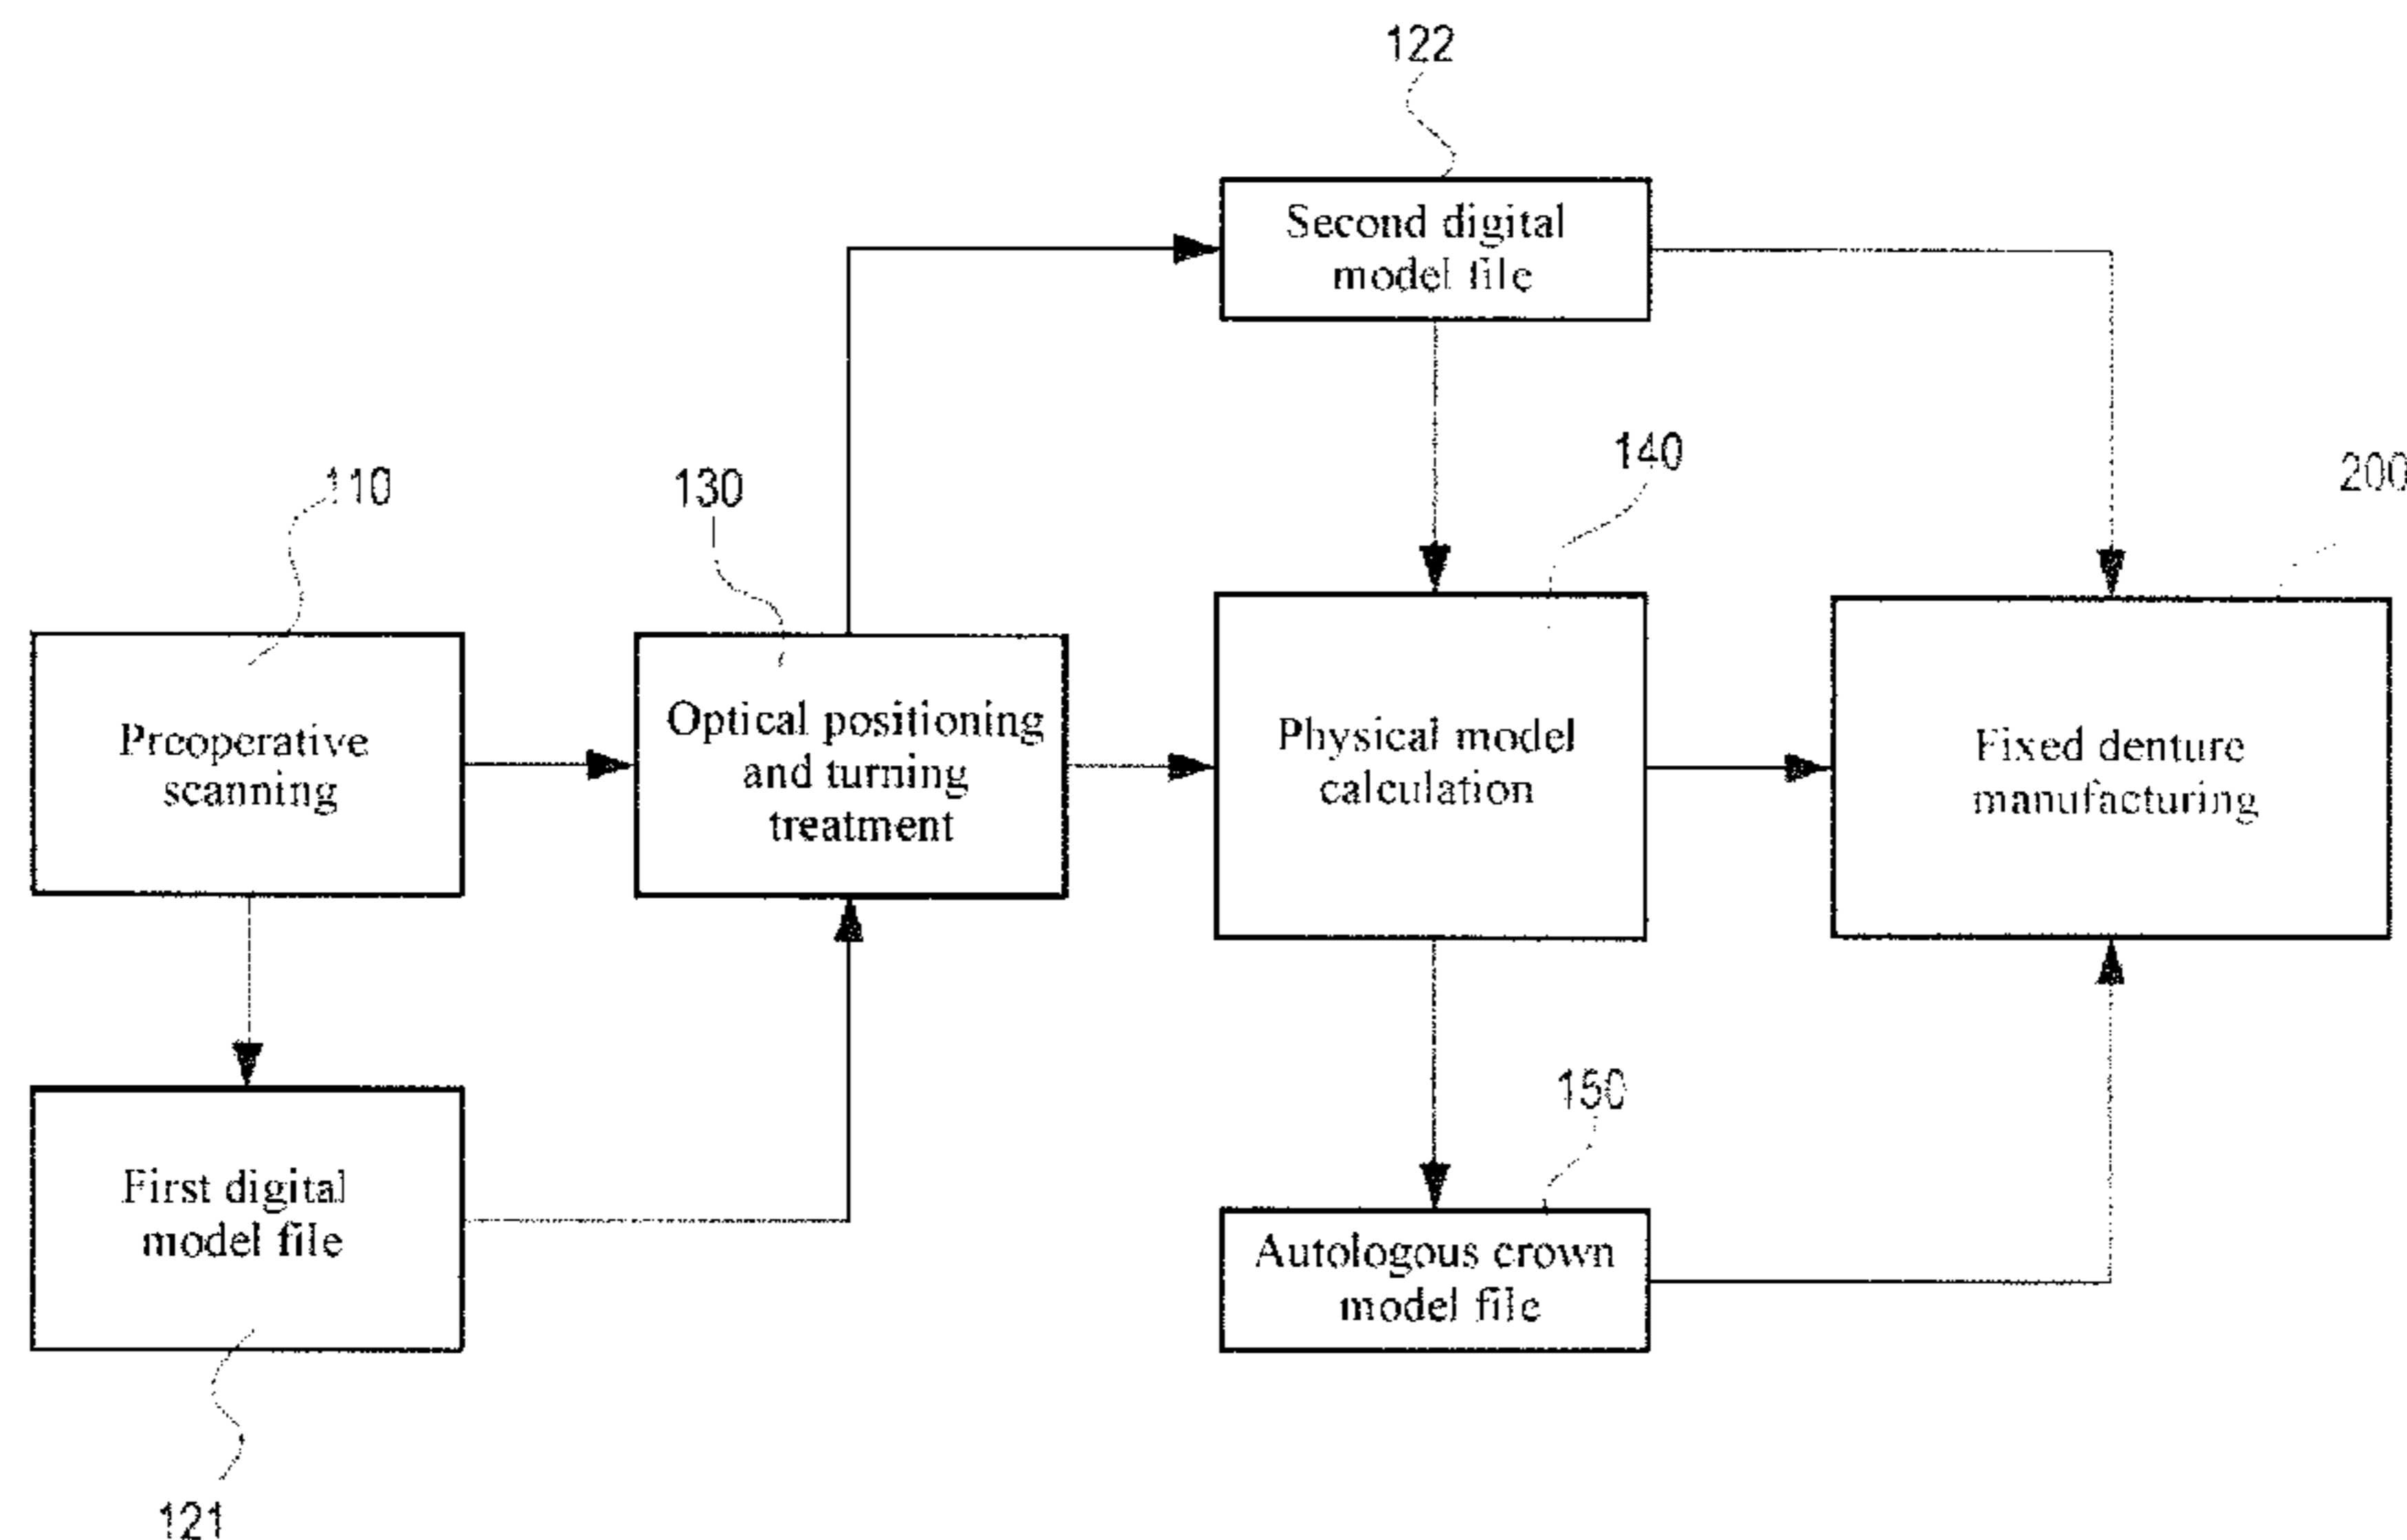 122
Second digital
model file
140
200
110
130
Preoperative
scanning
Optical positioning
and turning
treatment
Physical model
calculation
Fixed denture
manufacturing
150
First digital
model file
Autologous crown
model file
121